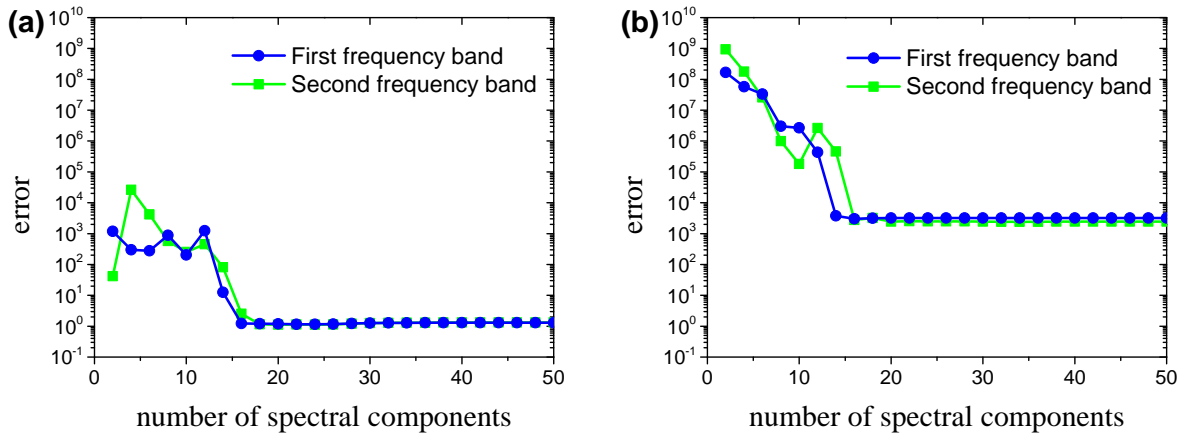 (a)
10^10
10^9
10^8
10^7
10^6
10^5
10^4
10^3
10^2
10^1
10^0
10^-1
error
First frequency band
Second frequency band
0 10 20 30 40 50
number of spectral components
(b)
10^10
10^9
10^8
10^7
10^6
10^5
10^4
10^3
10^2
10^1
10^0
10^-1
error
First frequency band
Second frequency band
0 10 20 30 40 50
number of spectral components